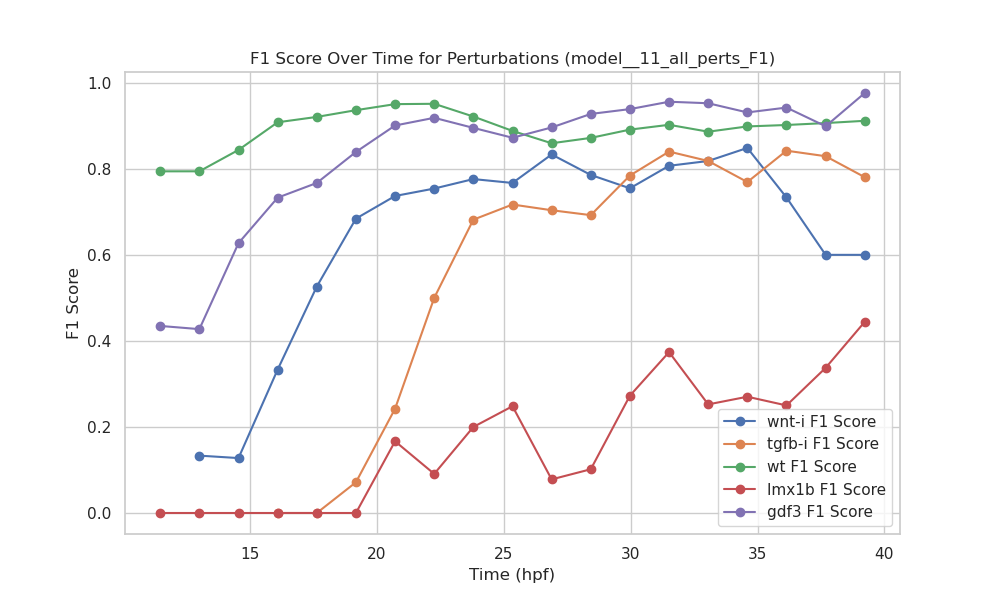 F1 Score Over Time for Perturbations (model__11_all_perts_F1)
F1 Score
1.0
0.8
0.6
0.4
0.2
0.0
15
20
25
30
35
40
Time (hpf)
wnt-i F1 Score
tgfb-i F1 Score
wt F1 Score
lmx1b F1 Score
gdf3 F1 Score